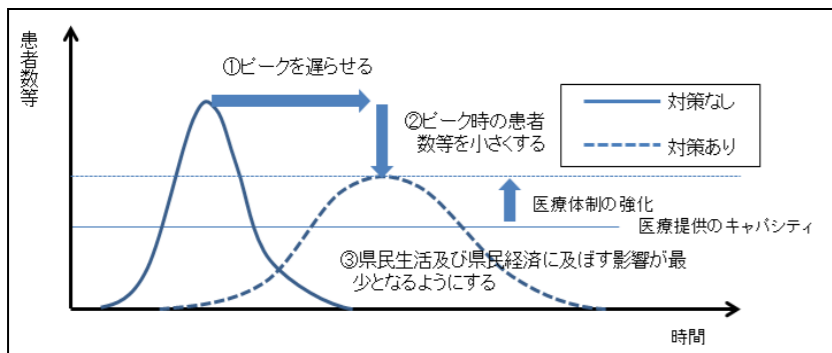 患者数等
①ピークを遅らせる
②ピーク時の患者
数等を小さくする
対策なし
対策あり
医療体制の強化
医療提供のキャパシティ
③県民生活及び県民経済に及ぼす影響が最
少となるようにする
時間